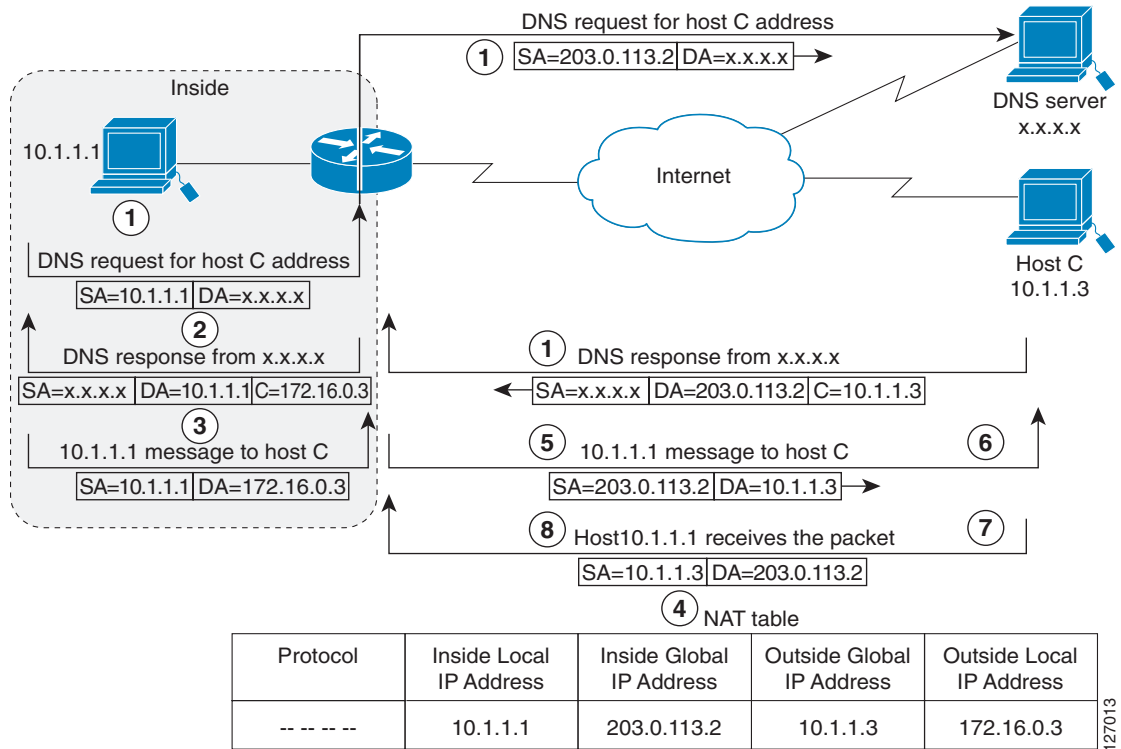 DNS request for host C address
1
SA=203.0.113.2 DA=x.x.x.x
Inside
10.1.1.1
DNS server
x.x.x.x
Internet
1
Host C
10.1.1.3
DNS request for host C address
SA=10.1.1.1 DA=x.x.x.x
2
DNS response from x.x.x.x
SA=x.x.x.x DA=10.1.1.1 C=172.16.0.3
1
DNS response from x.x.x.x
SA=x.x.x.x DA=203.0.113.2 C=10.1.1.3
3
10.1.1.1 message to host C
SA=10.1.1.1 DA=172.16.0.3
5
10.1.1.1 message to host C
6
SA=203.0.113.2 DA=10.1.1.3
8
Host10.1.1.1 receives the packet
7
SA=10.1.1.3 DA=203.0.113.2
4
NAT table
Protocol
Inside Local
IP Address
Inside Global
IP Address
Outside Global
IP Address
Outside Local
IP Address
-- -- -- --
10.1.1.1
203.0.113.2
10.1.1.3
172.16.0.3
127013